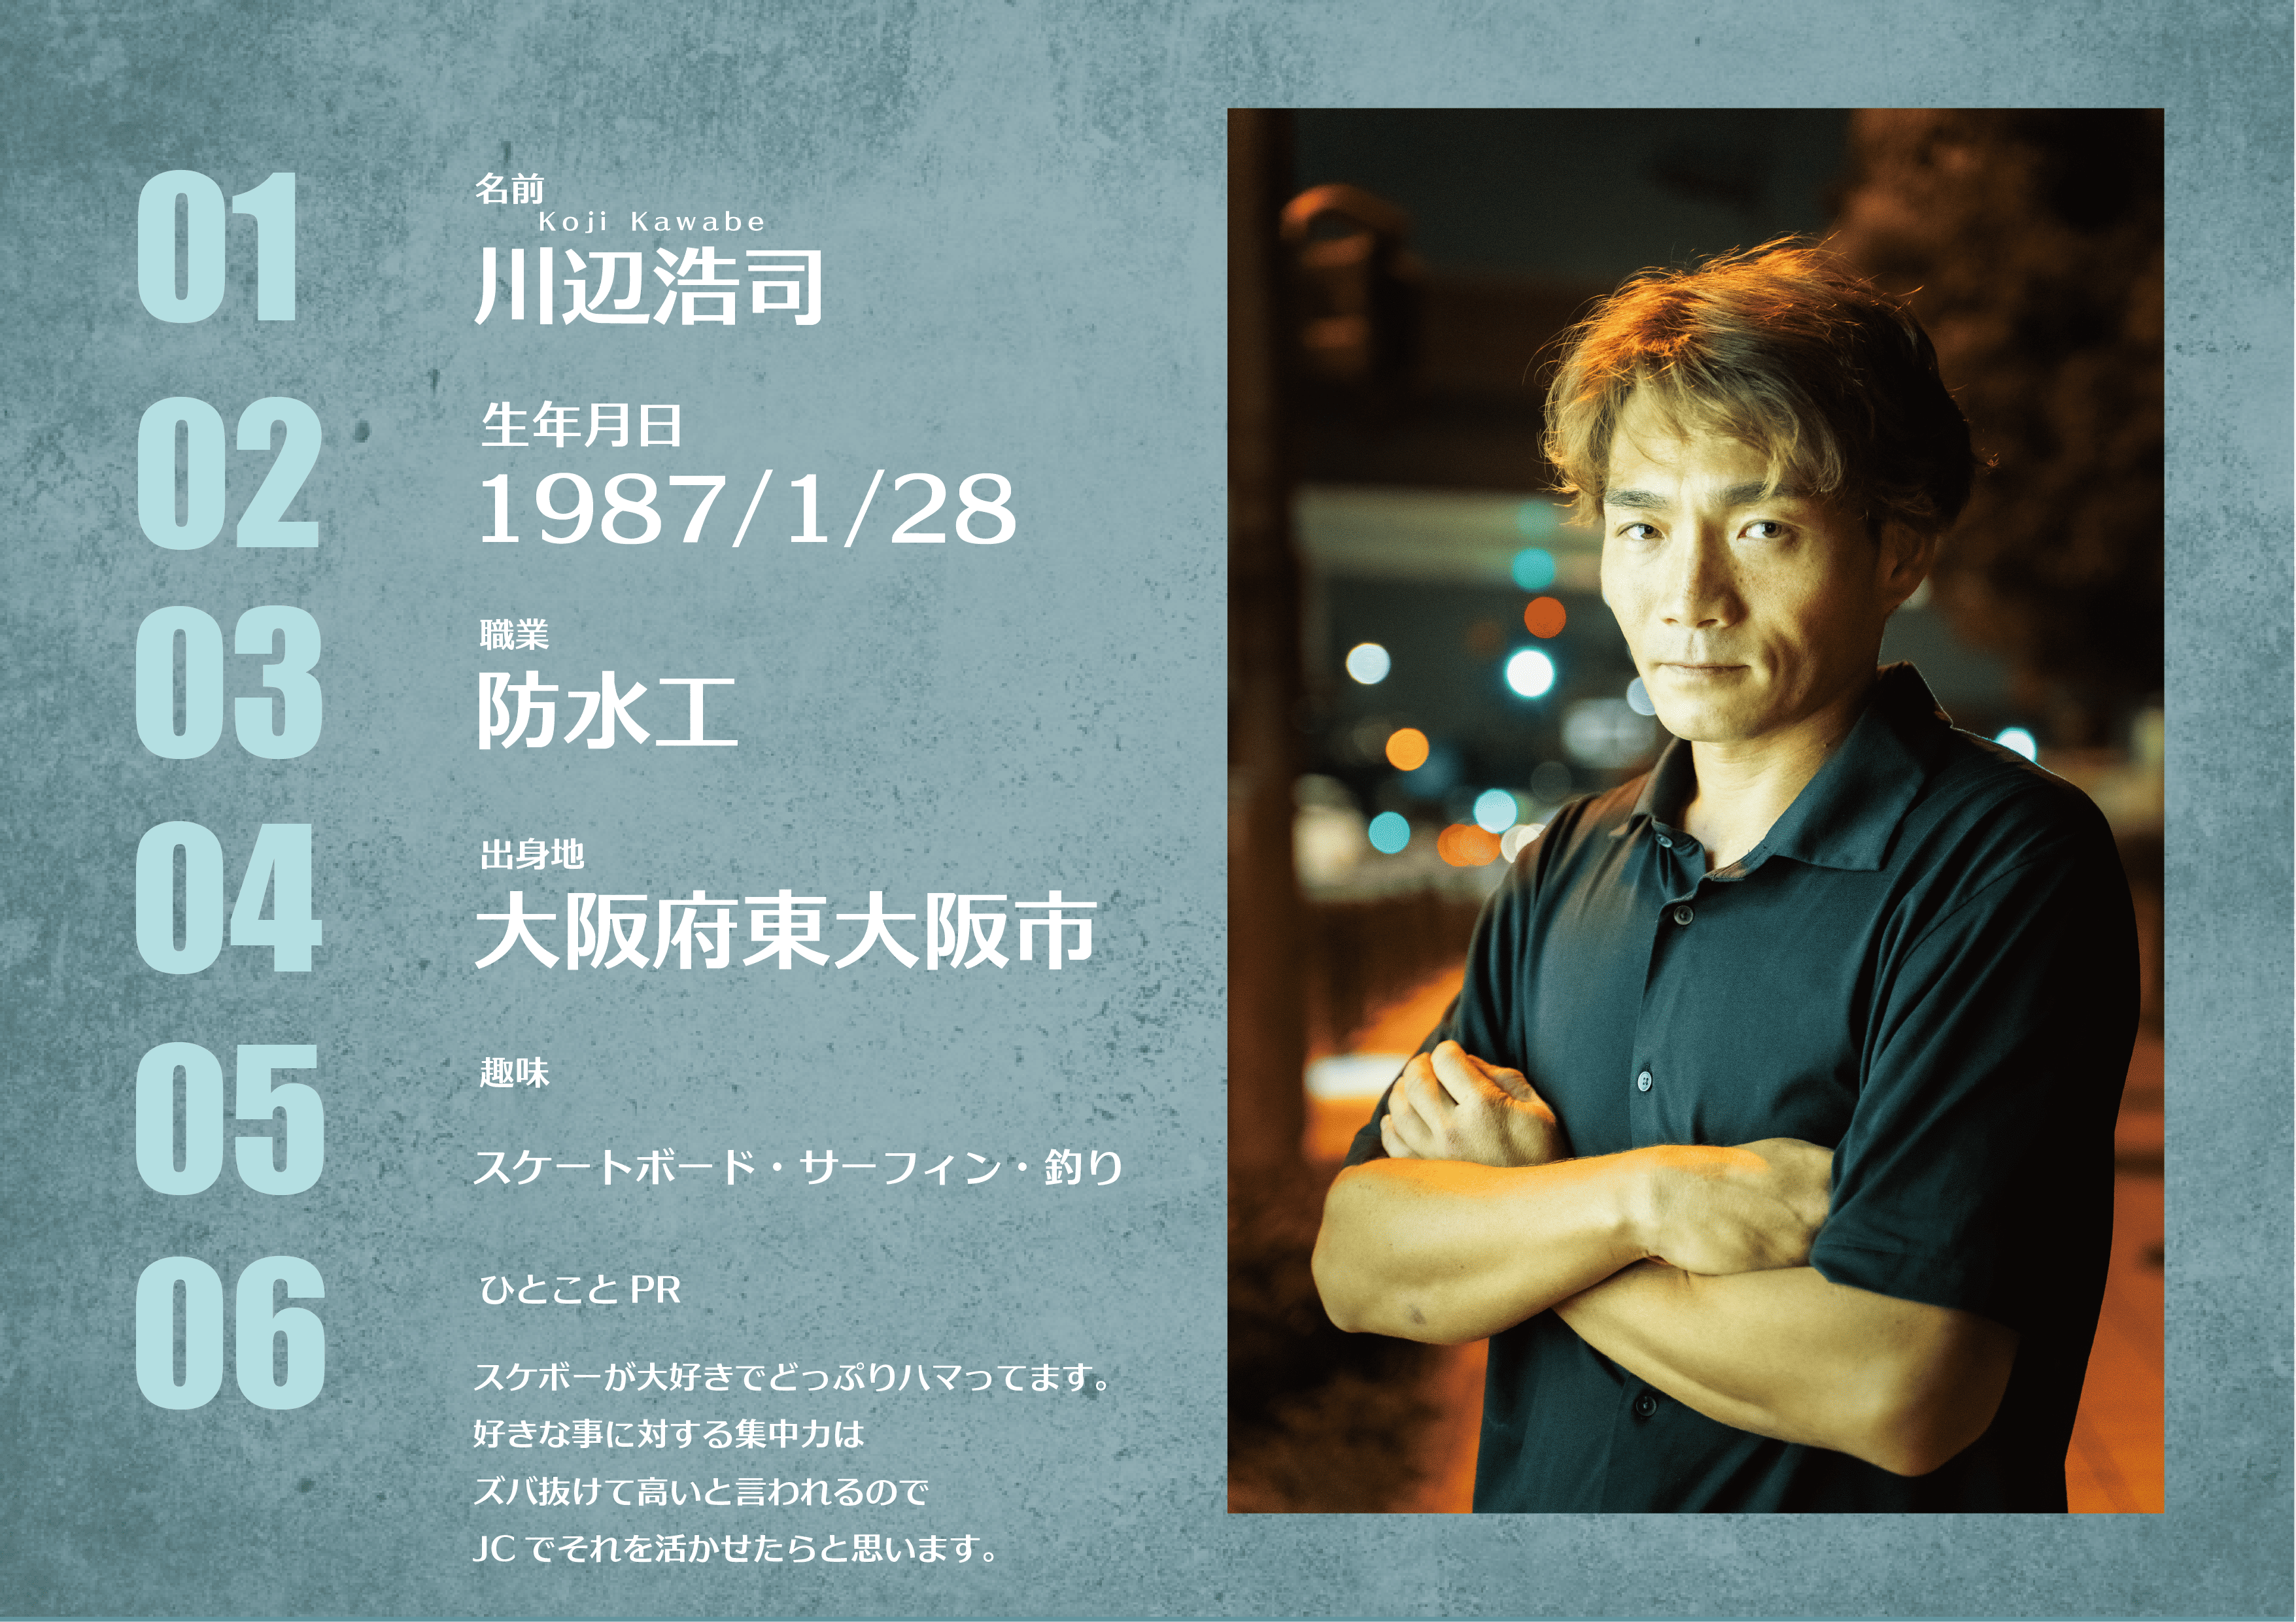 01
名前
Koji Kawabe
川辺浩司
02
生年月日
1987/1/28
03
職業
防水工
04
出身地
大阪府東大阪市
05
趣味
スケートボード・サーフィン・釣り
06
ひとことPR
スケボーが大好きでどっぷりハマってます。
好きな事に対する集中力は
ズバ抜けて高いと言われるので
JCでそれを活かせたらと思います。